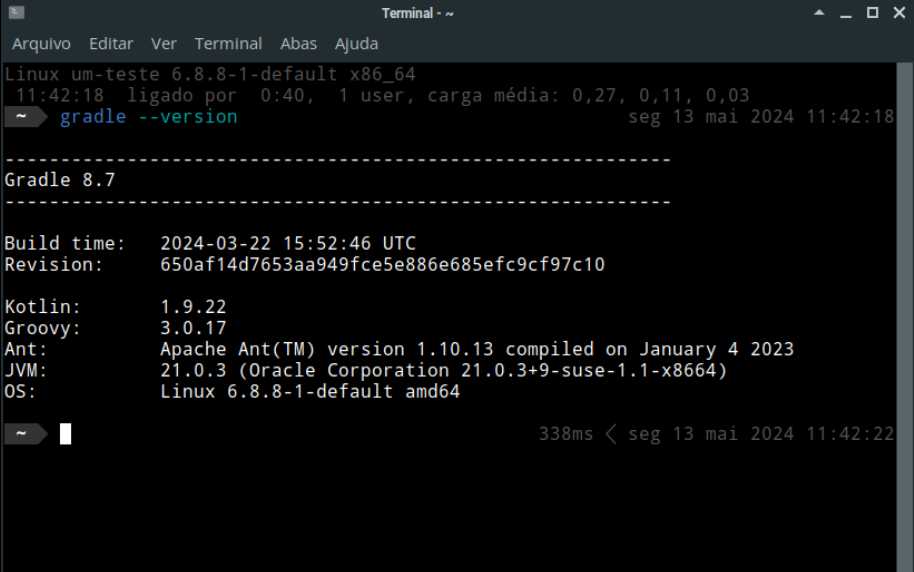 Terminal - ~
Arquivo Editar Ver Terminal Abas Ajuda
Linux um-teste 6.8.8-1-default x86_64
11:42:18  ligado por  0:40,  1 user, carga média: 0,27, 0,11, 0,03
~ gradle --version seg 13 mai 2024 11:42:18
------------------------------------------------------------
Gradle 8.7
------------------------------------------------------------
Build time:   2024-03-22 15:52:46 UTC
Revision:     650af14d7653aa949fce5e886e685efc9cf97c10
Kotlin:       1.9.22
Groovy:       3.0.17
Ant:          Apache Ant(TM) version 1.10.13 compiled on January 4 2023
JVM:          21.0.3 (Oracle Corporation 21.0.3+9-suse-1.1-x8664)
OS:           Linux 6.8.8-1-default amd64
~ 338ms < seg 13 mai 2024 11:42:22